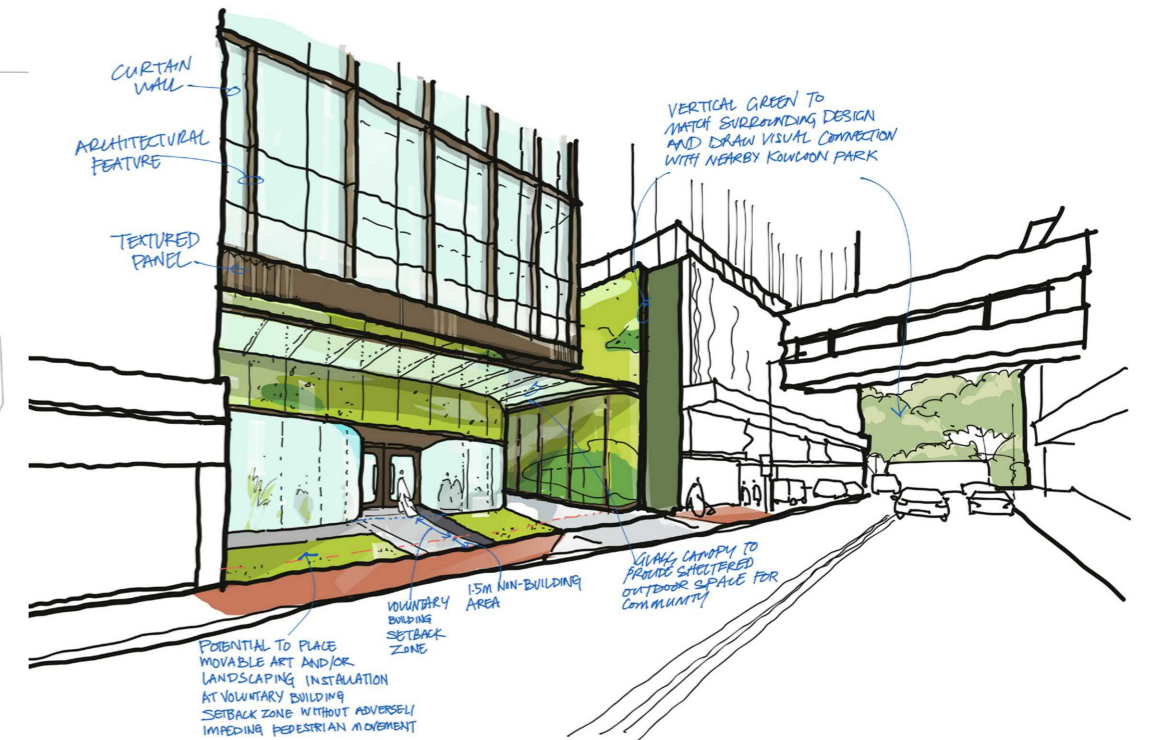 CURTAIN
WALL
ARCHITECTURAL
FEATURE
TEXTURED
PANEL
VERTICAL GREEN TO
MATCH SURROUNDING DESIGN
AND DRAW VISUAL CONNECTION
WITH NEARBY KOWLOON PARK
GLASS CANOPY TO
PROVIDE SHELTERED
OUTDOOR SPACE FOR
COMMUNITY
1.5M NON-BUILDING
AREA
VOLUNTARY
BUILDING
SETBACK
ZONE
POTENTIAL TO PLACE
MOVABLE ART AND/OR
LANDSCAPING INSTALLATION
AT VOLUNTARY BUILDING
SETBACK ZONE WITHOUT ADVERSELY
IMPEDING PEDESTRIAN MOVEMENT